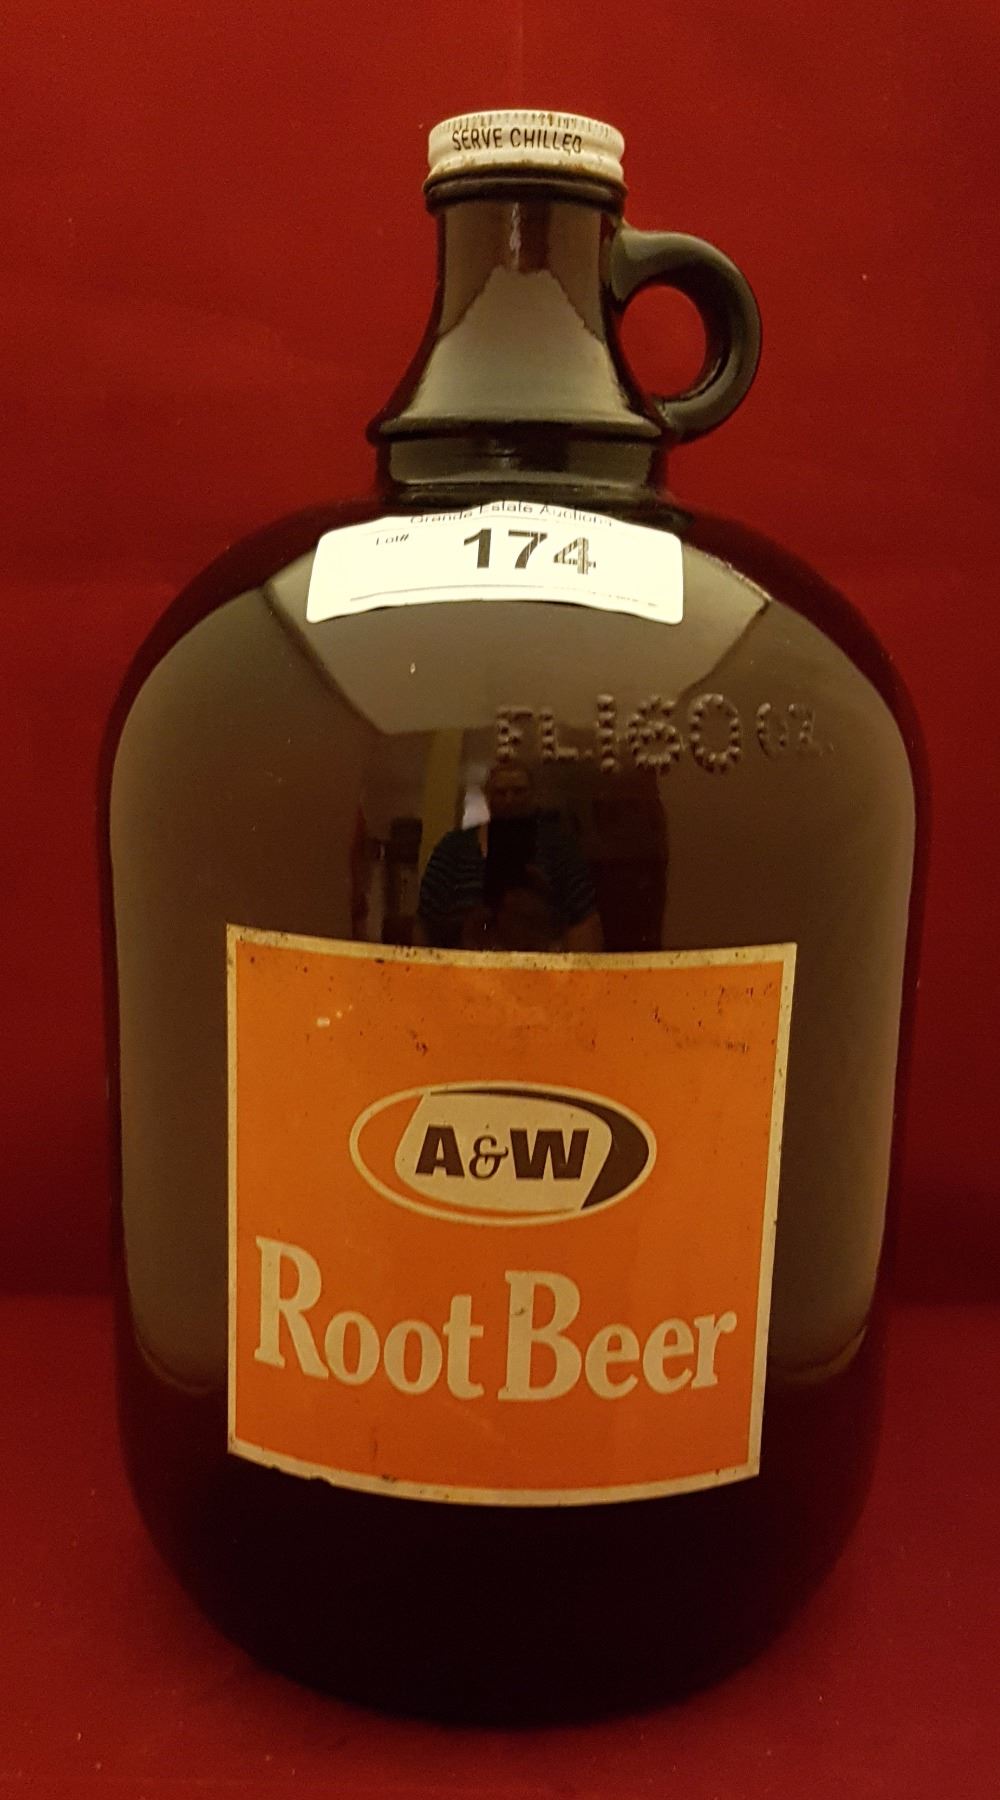 SERVE CHILLED
Grande Estate Auctions
Lot# 174
FL. 160 OZ.
A&W
Root Beer